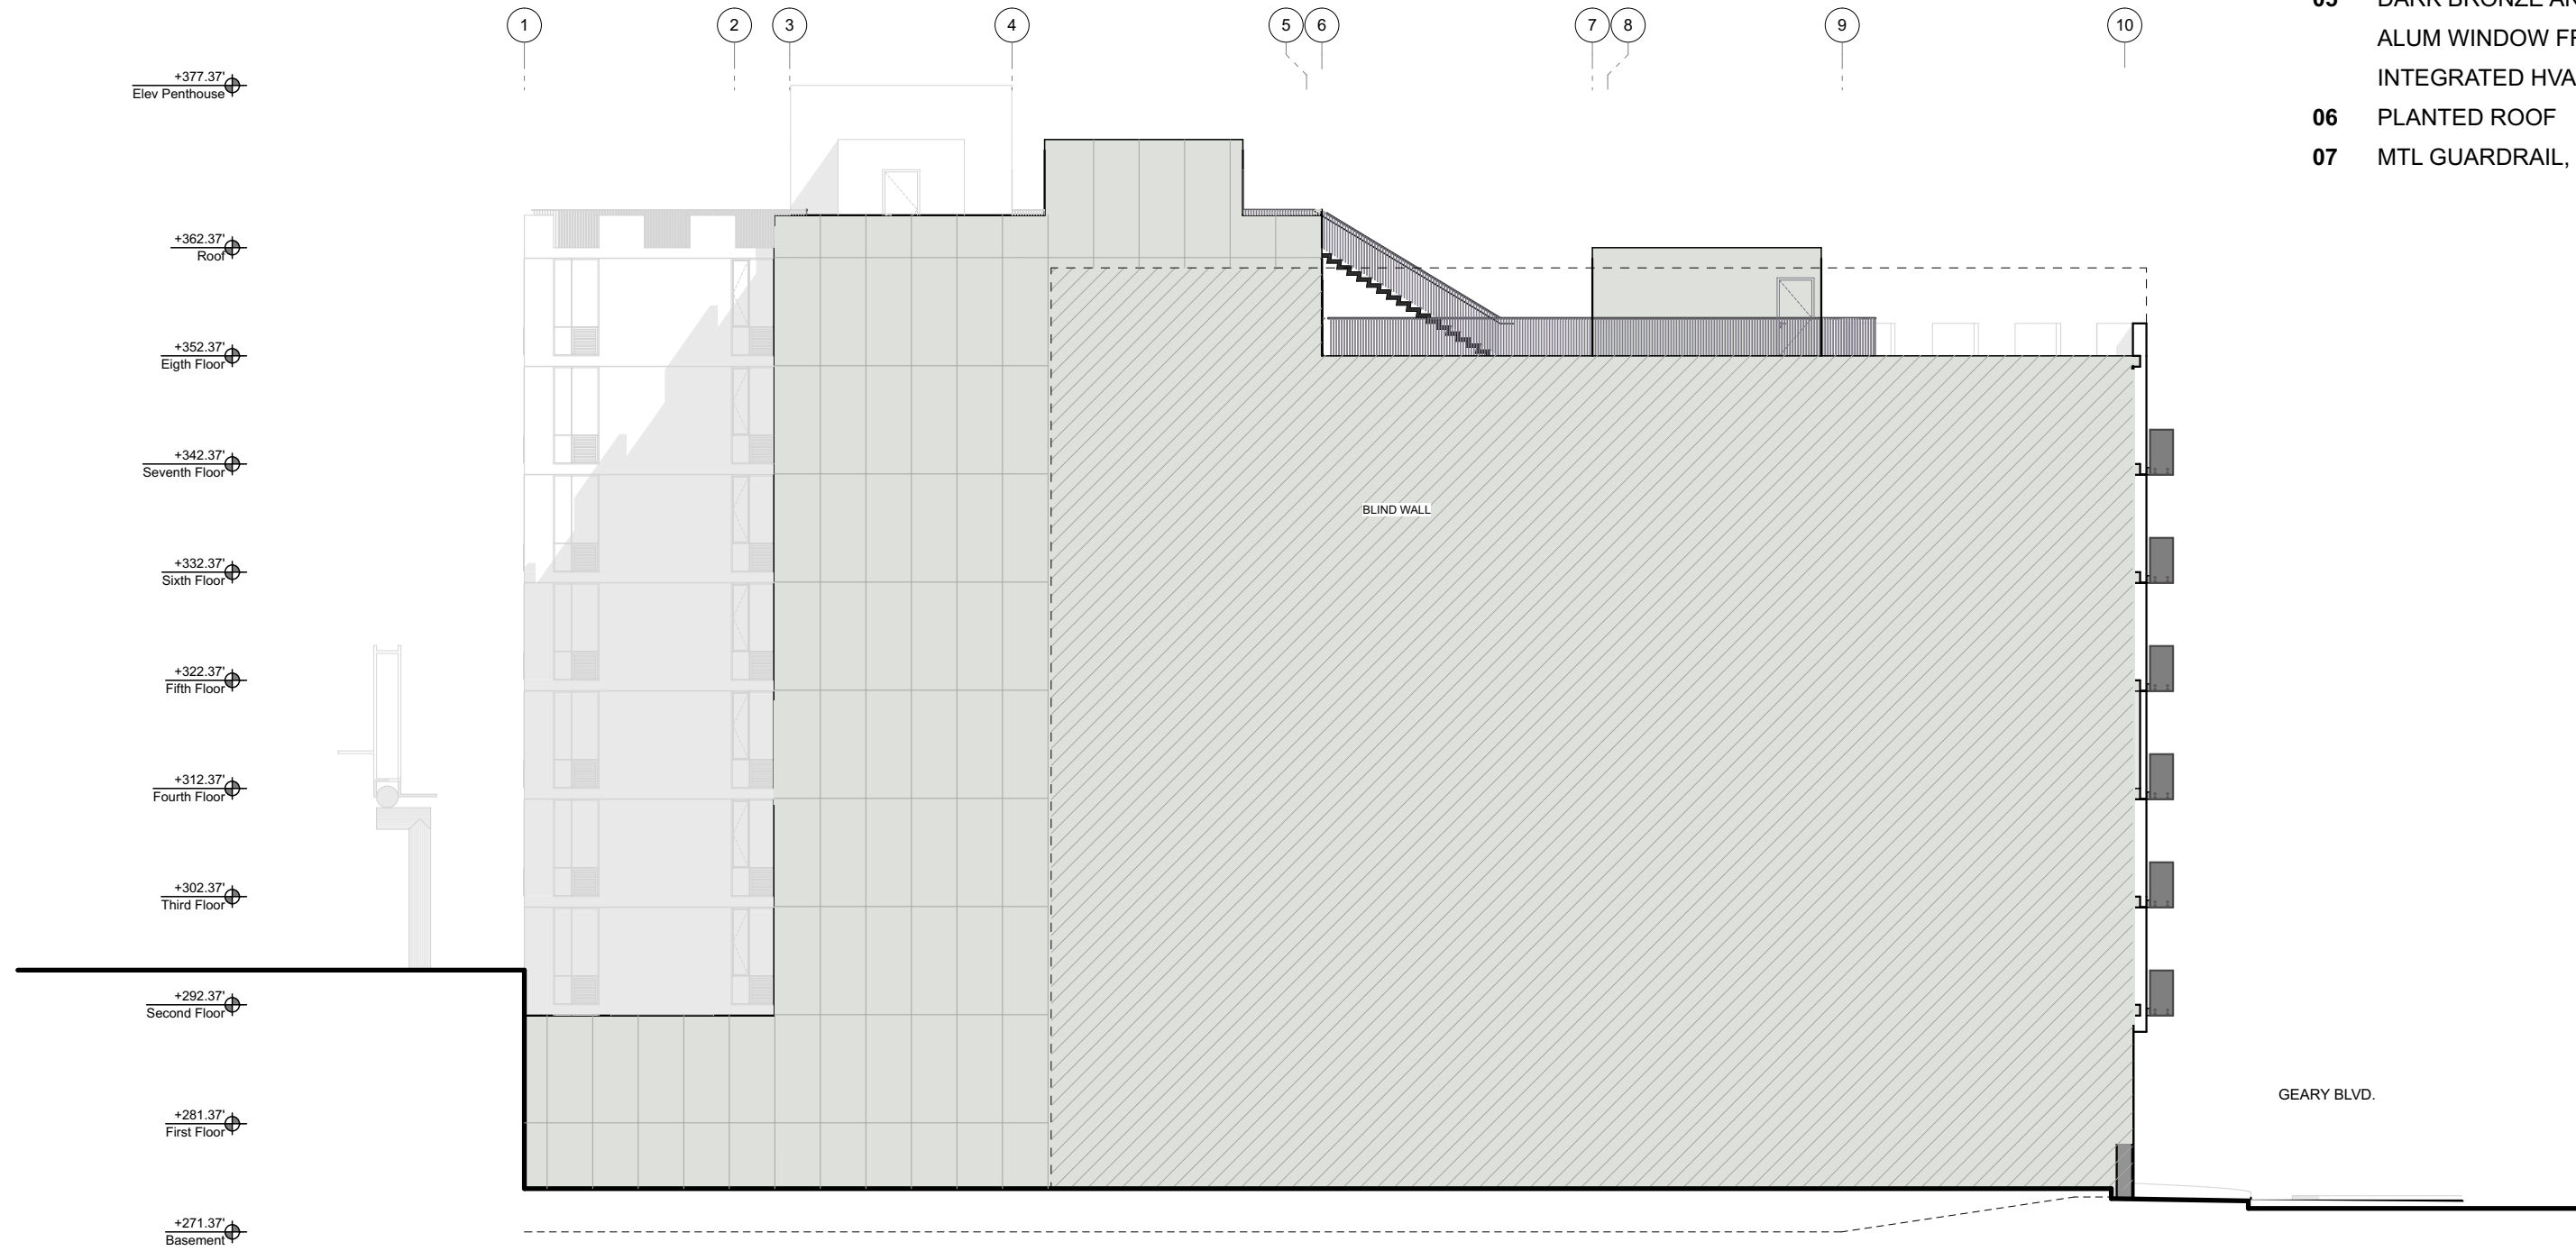 1 2 3 4 5 6 7 8 9 10
ALUM WINDOW
INTEGRATED
06 PLANTED ROOF
07 MTL GUARDRAIL,
+377.37'
Elev Penthouse
+362.37'
Roof
+352.37'
Eigth Floor
+342.37'
Seventh Floor
BLIND WALL
+332.37'
Sixth Floor
+322.37'
Fifth Floor
+312.37'
Fourth Floor
+302.37'
Third Floor
+292.37'
Second Floor
GEARY BLVD.
+281.37'
First Floor
+271.37'
Basement